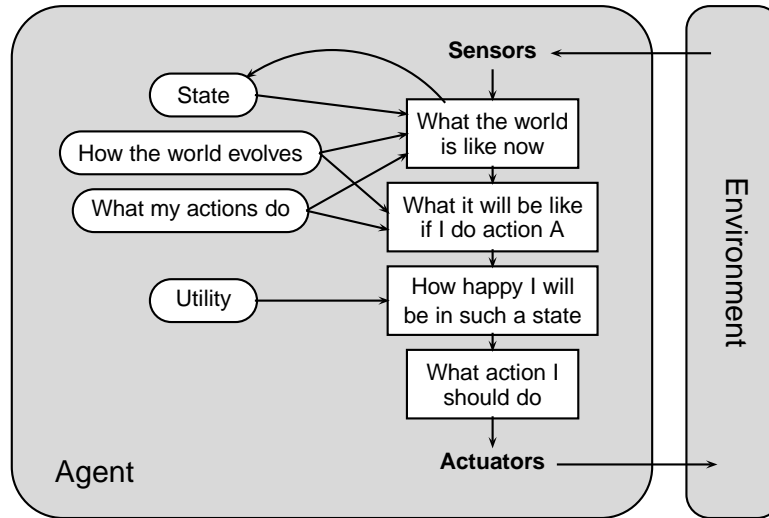 Sensors
State
What the world
is like now
How the world evolves
What my actions do
What it will be like
if I do action A
Utility
How happy I will
be in such a state
What action I
should do
Agent
Actuators
Environment